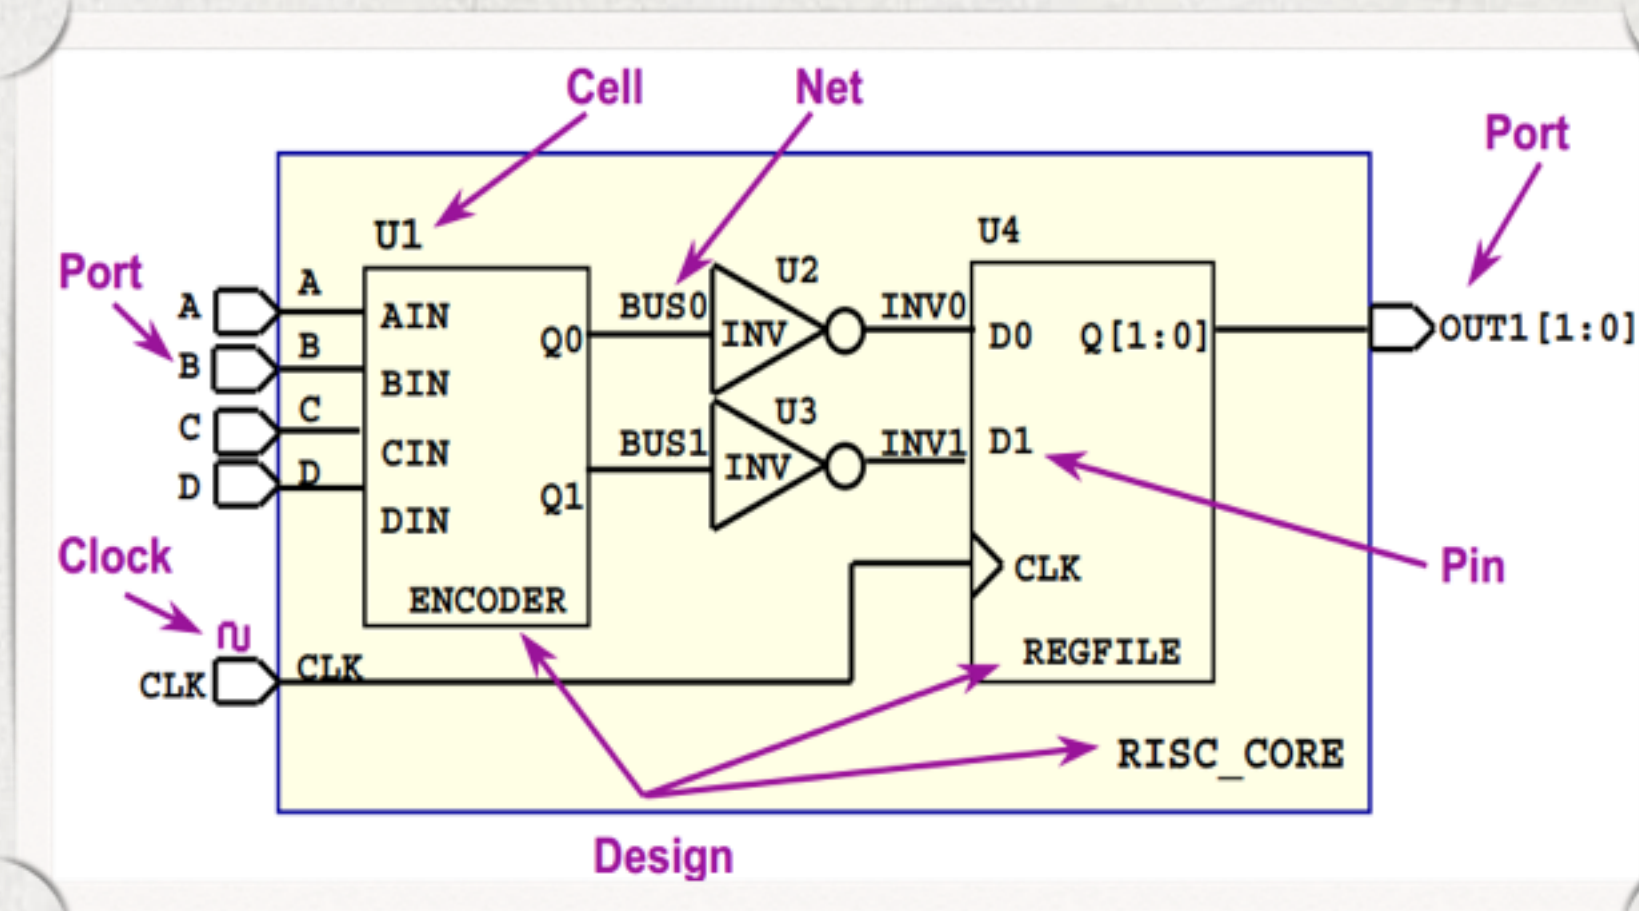 Cell
Net
Port
U1
U4
Port
U2
A
A
BUS0
INV0
AIN
Q0
INV
D0
Q[1:0]
OUT1[1:0]
B
B
BIN
U3
C
C
BUS1
INV1
D1
CIN
INV
D
D
Q1
DIN
Clock
Pin
CLK
ENCODER
REGFILE
CLK
CLK
RISC_CORE
Design